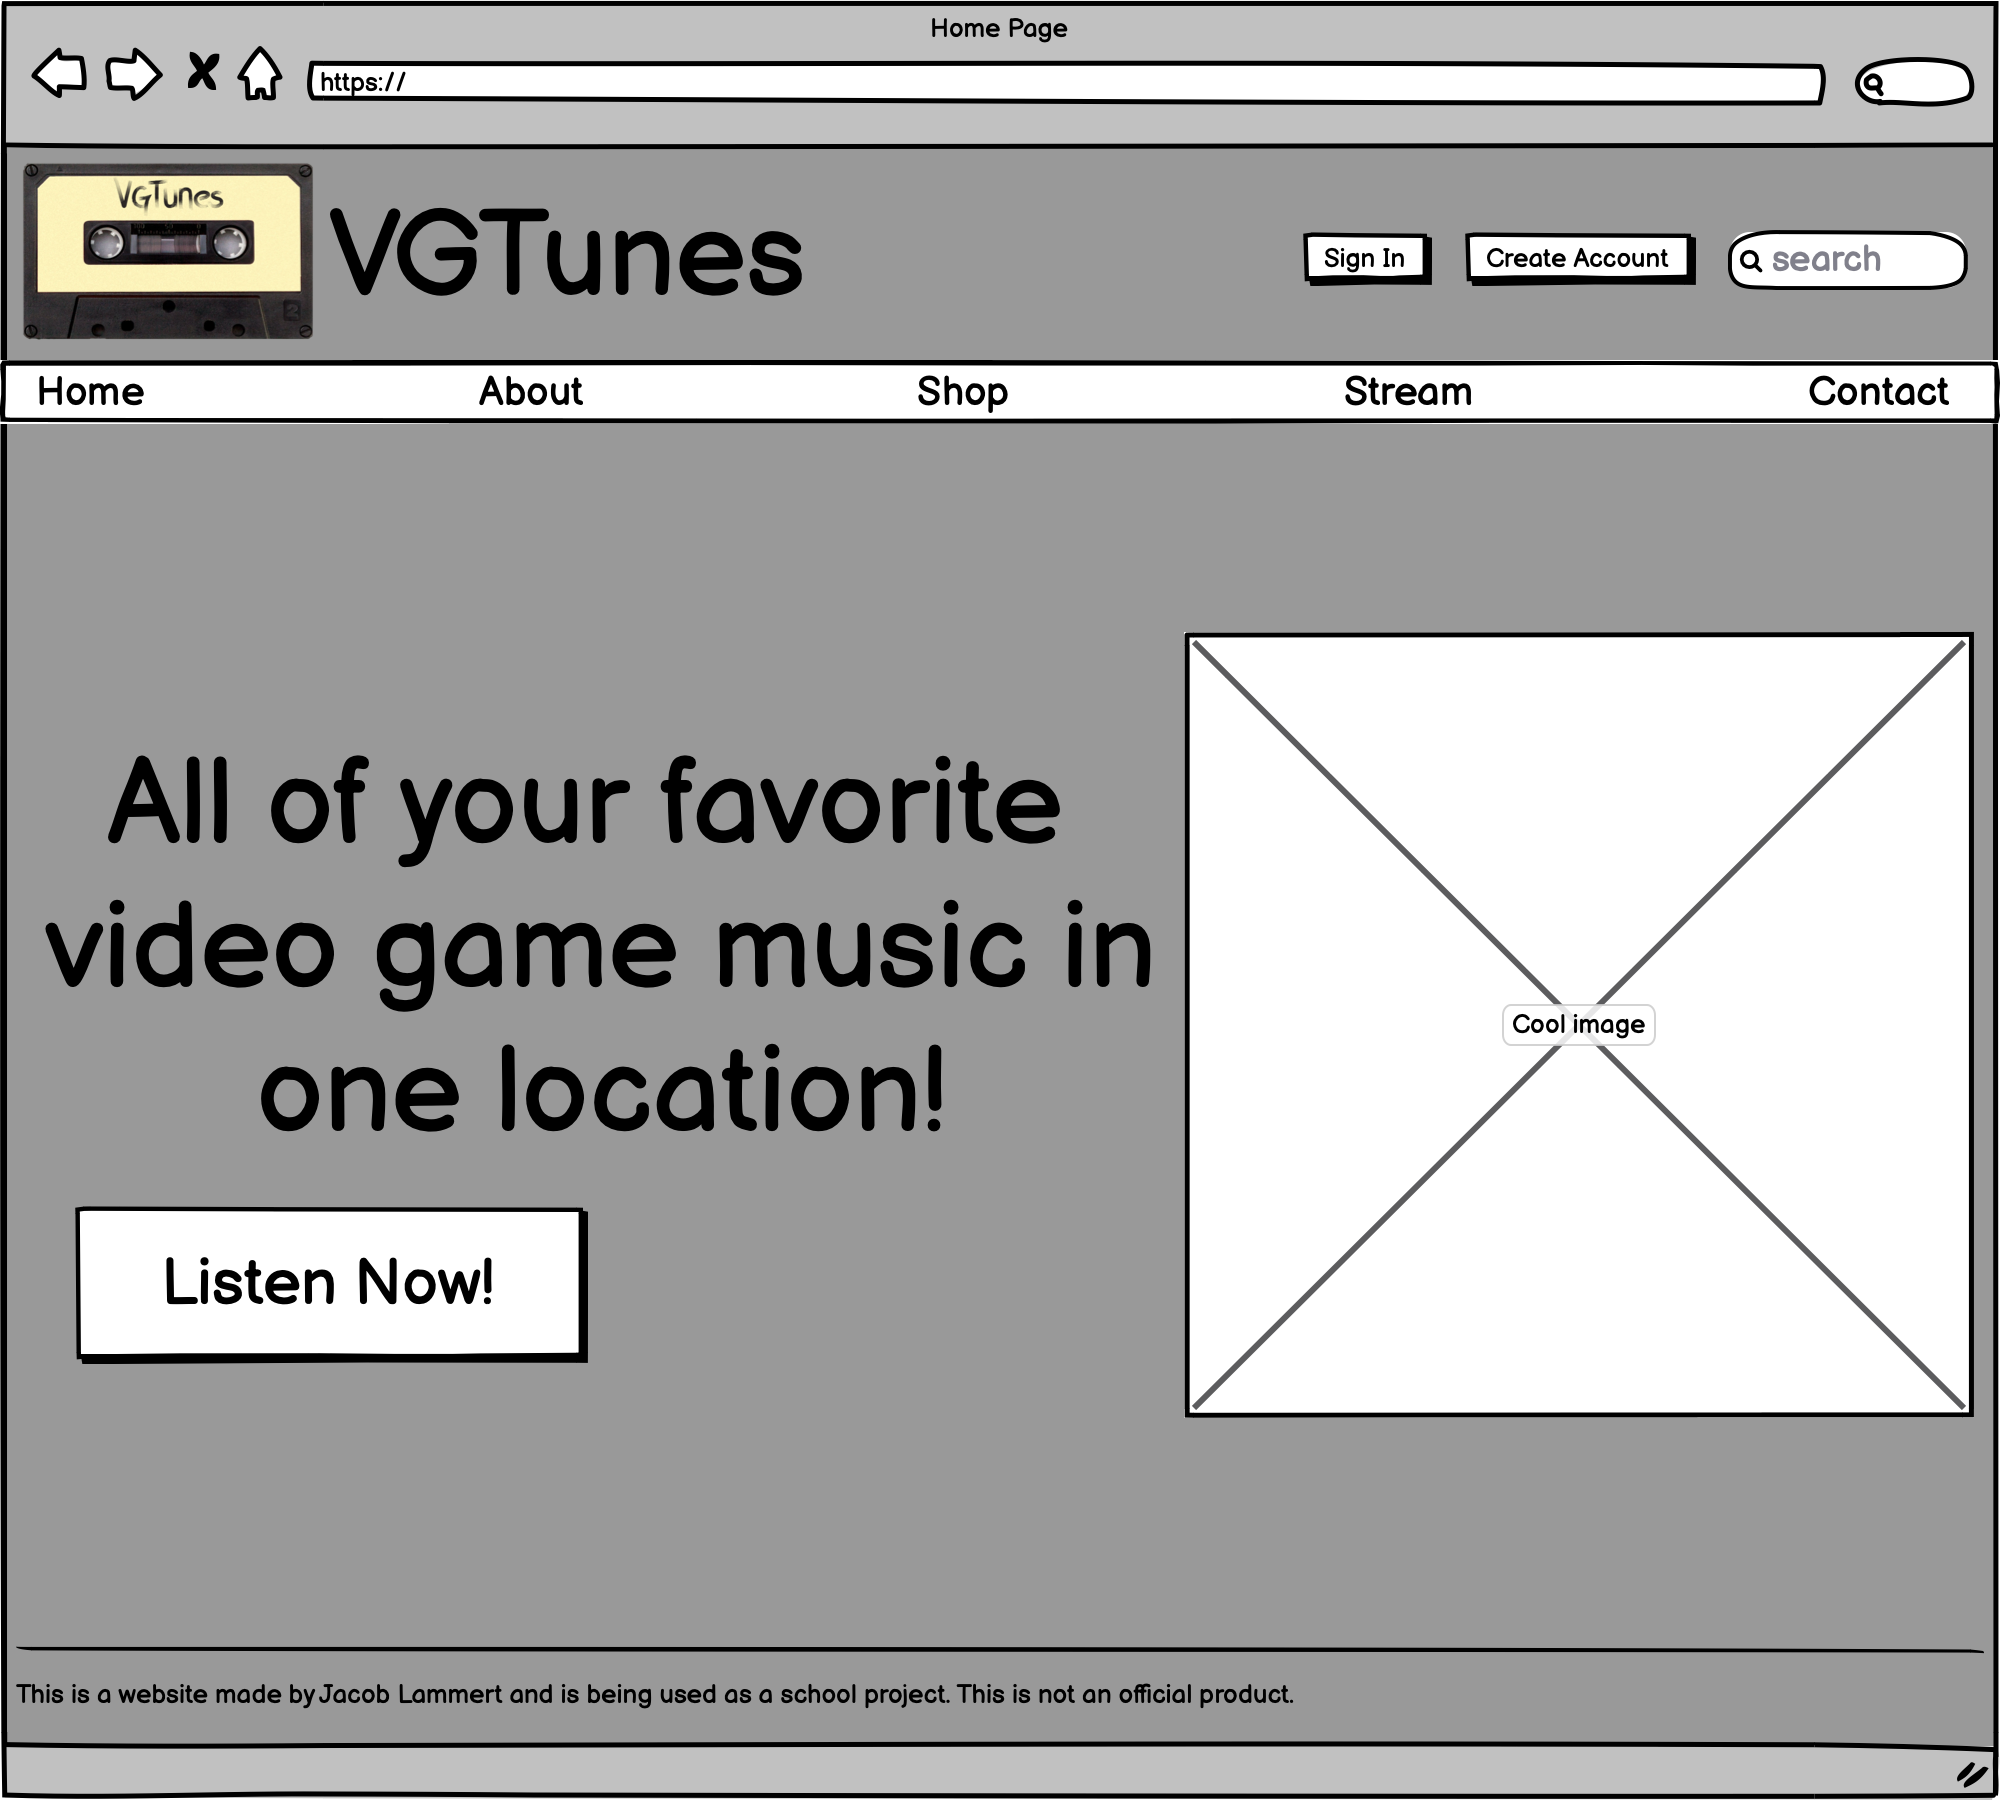 Home Page
https://
VGTunes
VGTunes
Sign In
Create Account
search
Home
About
Shop
Stream
Contact
All of your favorite
video game music in
one location!
Cool image
Listen Now!
This is a website made by Jacob Lammert and is being used as a school project. This is not an official product.